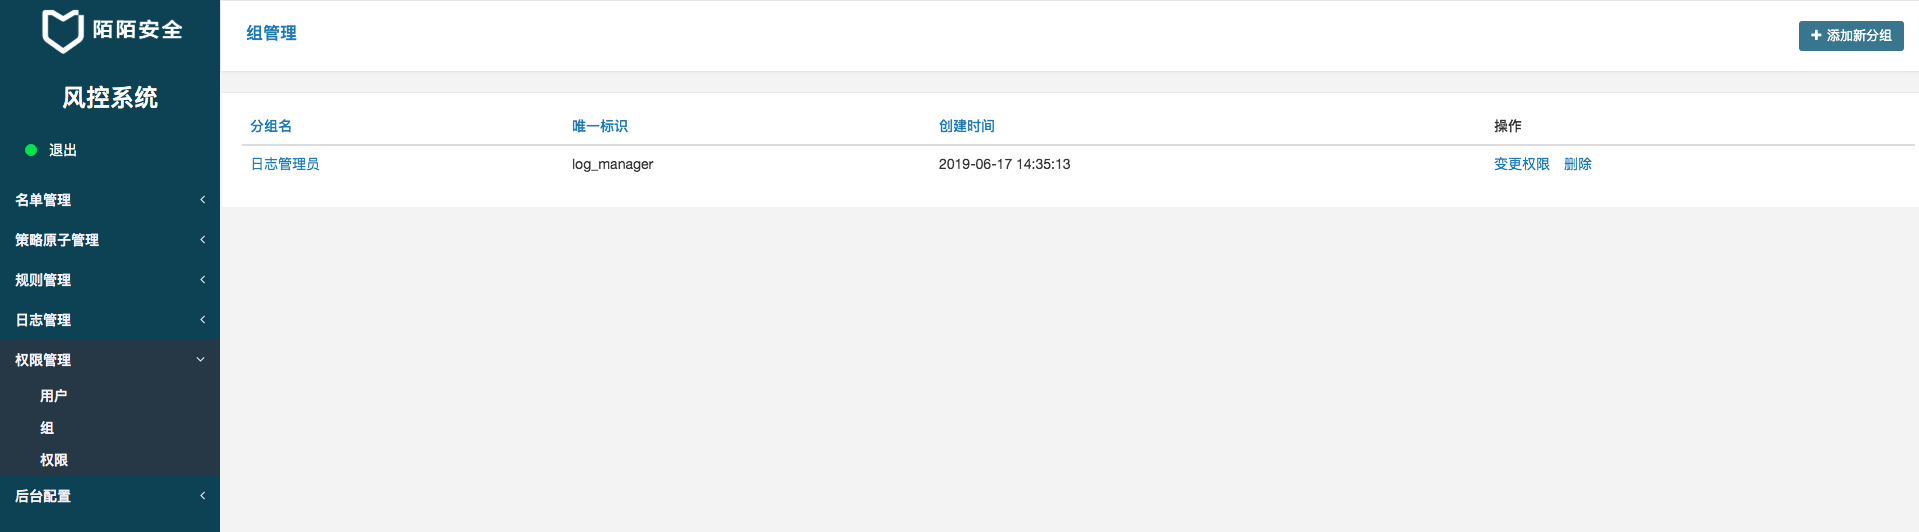 陌陌安全
风控系统
退出
名单管理
策略原子管理
规则管理
日志管理
权限管理
用户
组
权限
后台配置
组管理
添加新分组
分组名 唯一标识 创建时间 操作
日志管理员 log_manager 2019-06-17 14:35:13 变更权限 删除